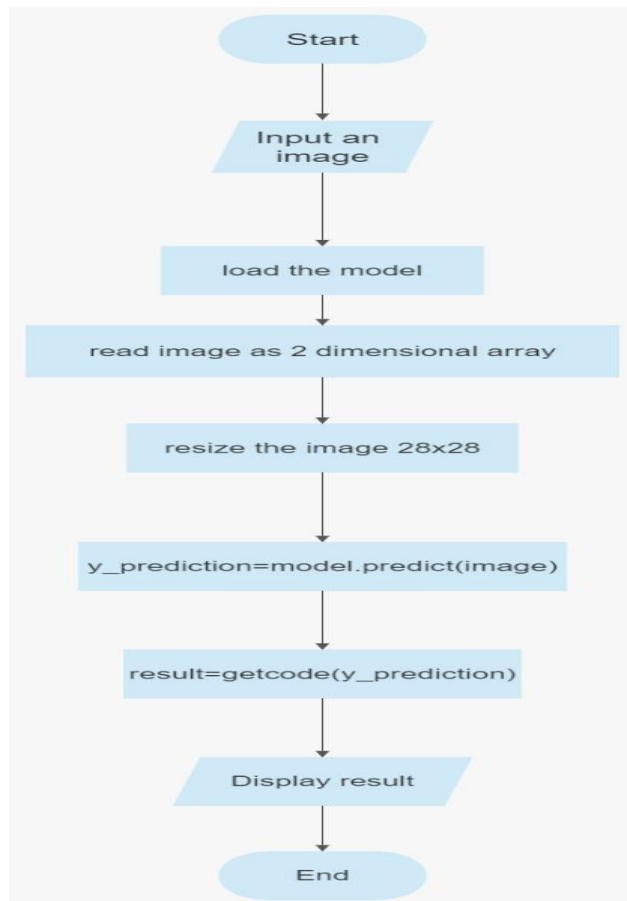 Start
Input an
image
load the model
read image as 2 dimensional array
resize the image 28x28
y_prediction=model.predict(image)
result=getcode(y_prediction)
Display result
End